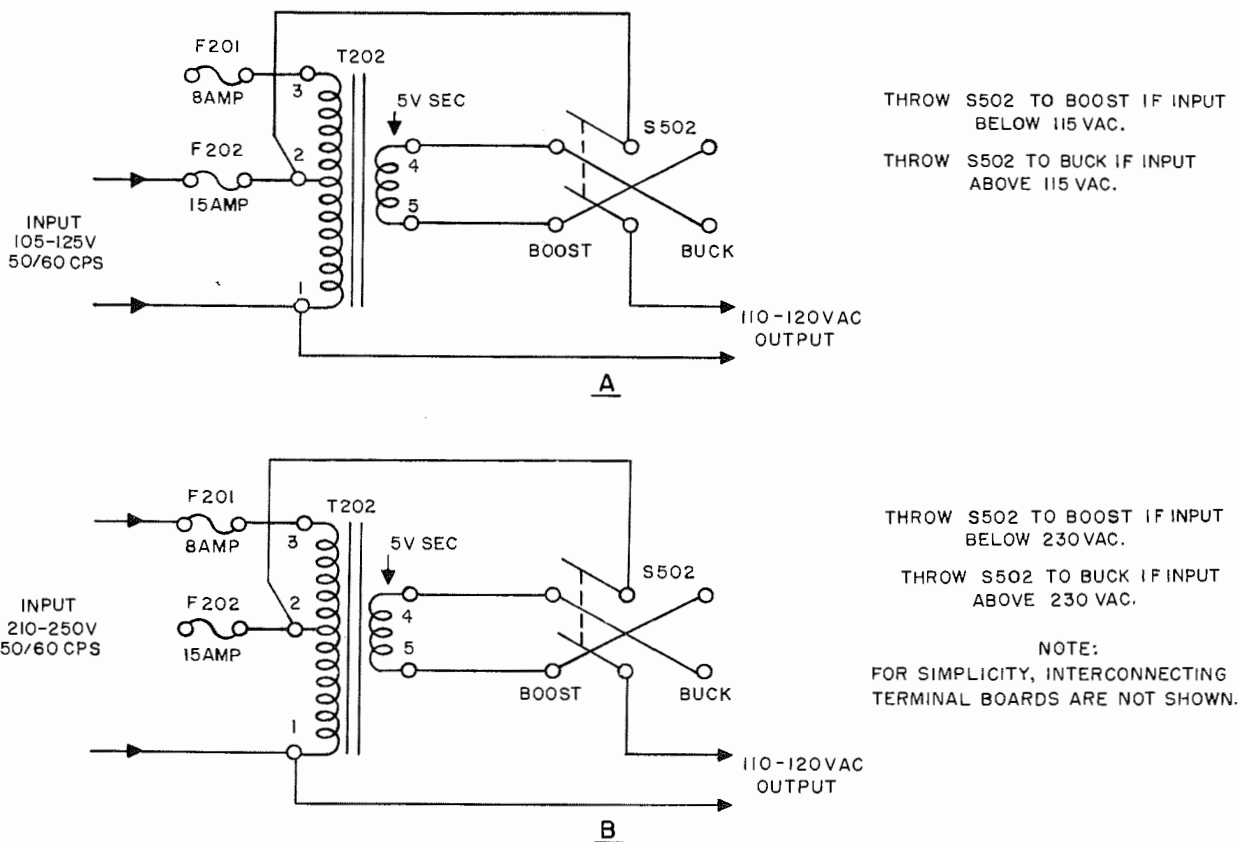 F201
8AMP
3
T202
5V SEC
S502
F202
15AMP
2
4
5
1
INPUT
105-125V
50/60 CPS
BOOST
BUCK
110-120VAC
OUTPUT
THROW S502 TO BOOST IF INPUT
BELOW 115 VAC.
THROW S502 TO BUCK IF INPUT
ABOVE 115 VAC.
A
F201
8AMP
3
T202
5V SEC
S502
F202
15AMP
2
4
5
1
INPUT
210-250V
50/60 CPS
BOOST
BUCK
110-120VAC
OUTPUT
THROW S502 TO BOOST IF INPUT
BELOW 230VAC.
THROW S502 TO BUCK IF INPUT
ABOVE 230 VAC.
NOTE:
FOR SIMPLICITY, INTERCONNECTING
TERMINAL BOARDS ARE NOT SHOWN.
B